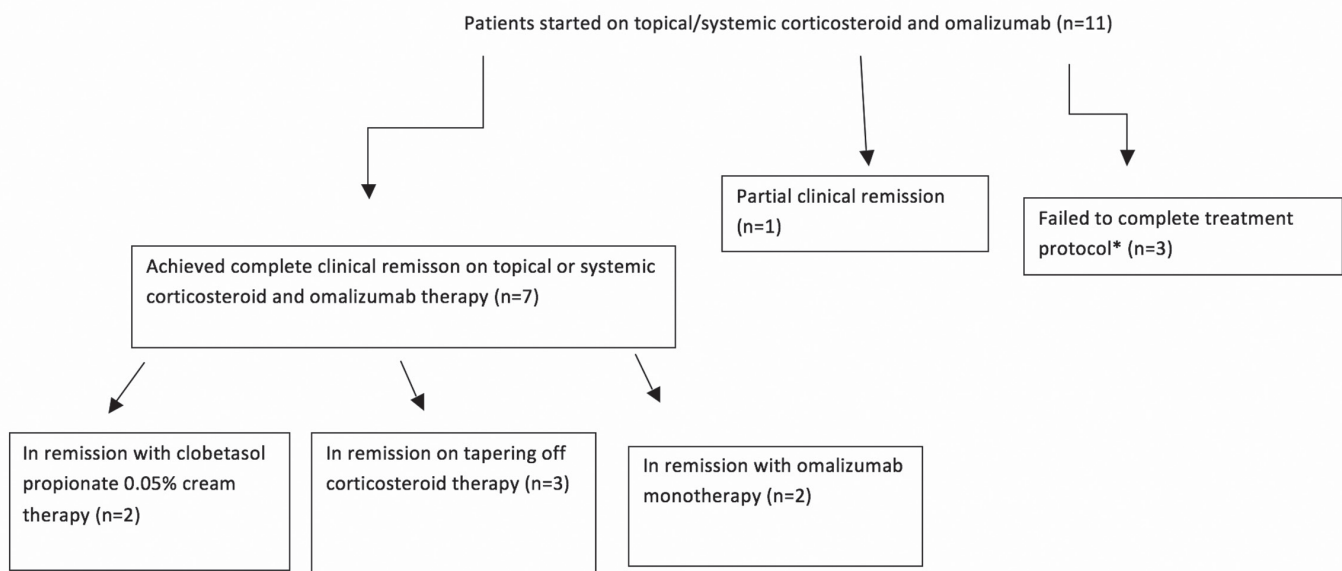 Patients started on topical/systemic corticosteroid and omalizumab (n=11)
Partial clinical remission
(n=1)
Failed to complete treatment
protocol* (n=3)
Achieved complete clinical remisson on topical or systemic
corticosteroid and omalizumab therapy (n=7)
In remission with clobetasol
propionate 0.05% cream
therapy (n=2)
In remission on tapering off
corticosteroid therapy (n=3)
In remission with omalizumab
monotherapy (n=2)